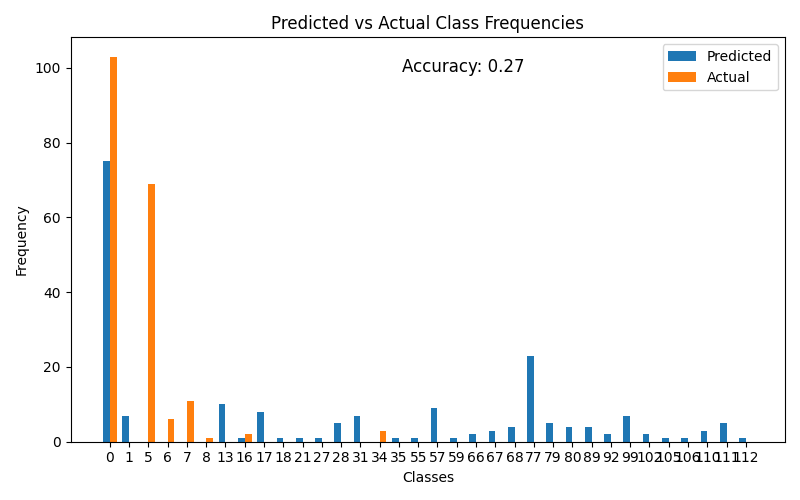 Predicted vs Actual Class Frequencies
Accuracy: 0.27
Predicted
Actual
Frequency
100
80
60
40
20
0
0 1 5 6 7 8 13 16 17 18 21 27 28 31 34 35 55 57 59 66 67 68 77 79 80 89 92 99 102 105 106 110 111 112
Classes